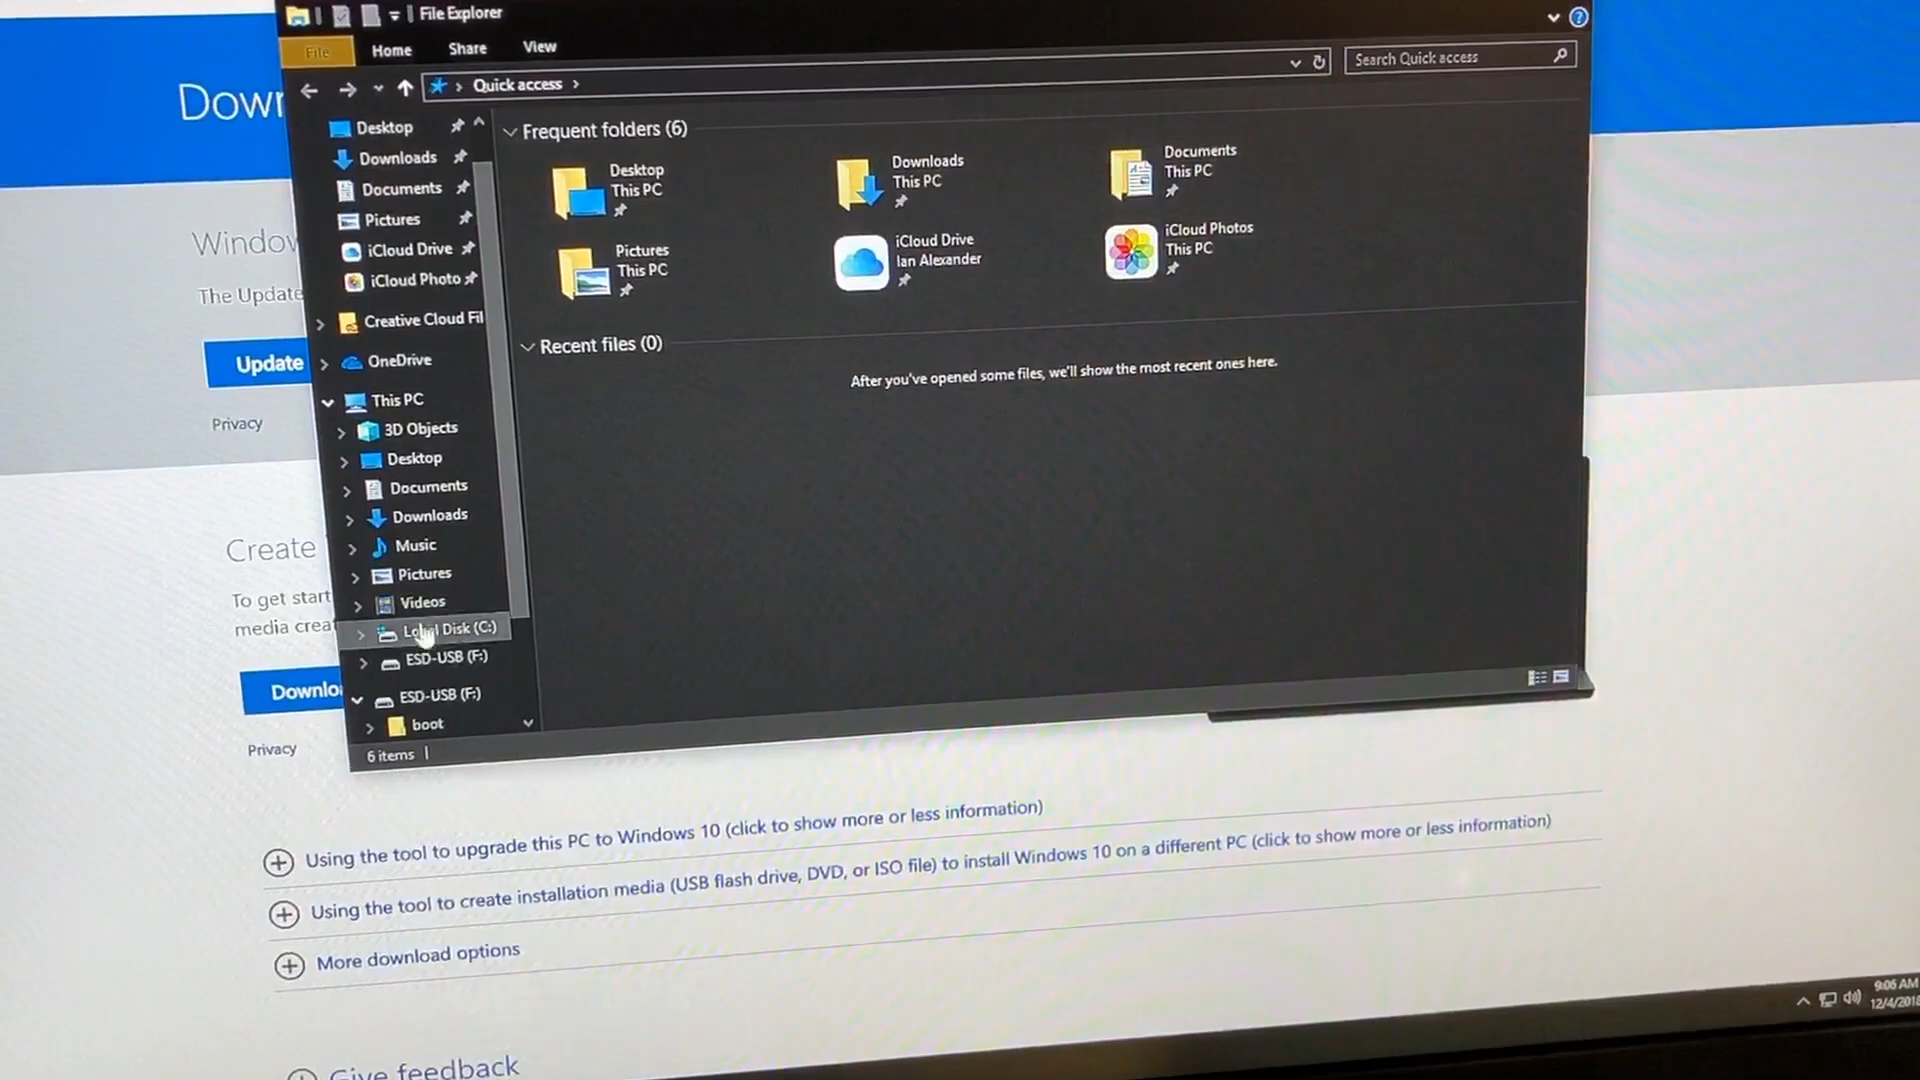 File Explorer
File
Home
Share
View
Quick access
Search Quick access
Desktop
Downloads
Documents
Pictures
iCloud Drive
iCloud Photo
Creative Cloud Fil
OneDrive
This PC
3D Objects
Desktop
Documents
Downloads
Music
Pictures
Videos
Local Disk (C:)
ESD-USB (F:)
ESD-USB (F:)
boot
6 items
Frequent folders (6)
Desktop
This PC
Downloads
This PC
Documents
This PC
Pictures
This PC
iCloud Drive
Ian Alexander
iCloud Photos
This PC
Recent files (0)
After you've opened some files, we'll show the most recent ones here.
Down
Window
The Update
Update
Privacy
Create
To get start
media crea
Downlo
Privacy
Using the tool to upgrade this PC to Windows 10 (click to show more or less information)
Using the tool to create installation media (USB flash drive, DVD, or ISO file) to install Windows 10 on a different PC (click to show more or less information)
More download options
Give feedback
9:06 AM
12/4/2018